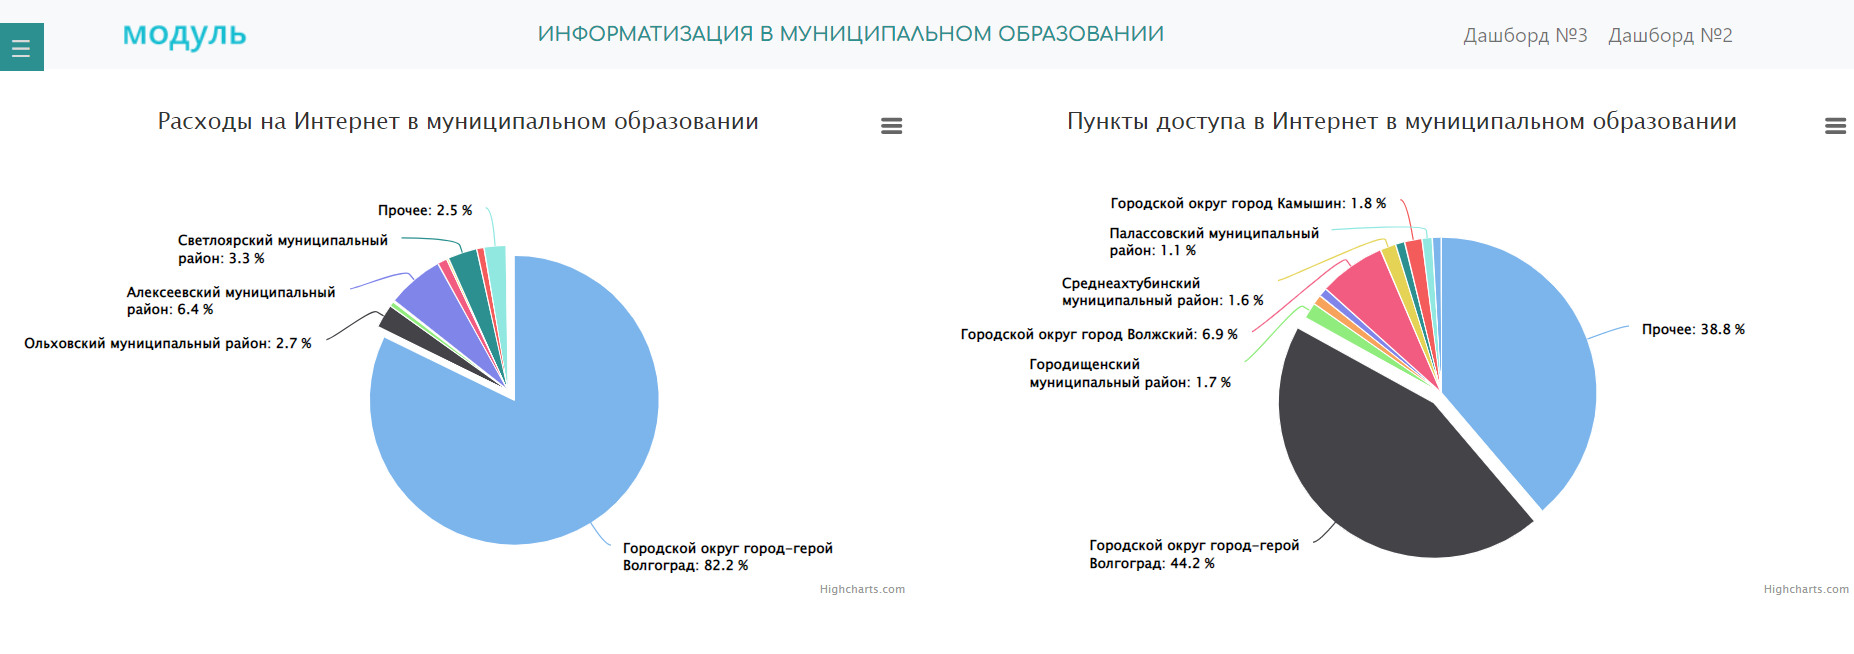 ☰
модуль
ИНФОРМАТИЗАЦИЯ В МУНИЦИПАЛЬНОМ ОБРАЗОВАНИИ
Дашборд №3
Дашборд №2
Расходы на Интернет в муниципальном образовании
Прочее: 2.5 %
Светлоярский муниципальный
район: 3.3 %
Алексеевский муниципальный
район: 6.4 %
Ольховский муниципальный район: 2.7 %
Городской округ город-герой
Волгоград: 82.2 %
Highcharts.com
Пункты доступа в Интернет в муниципальном образовании
Городской округ город Камышин: 1.8 %
Палассовский муниципальный
район: 1.1 %
Среднеахтубинский
муниципальный район: 1.6 %
Городской округ город Волжский: 6.9 %
Городищенский
муниципальный район: 1.7 %
Прочее: 38.8 %
Городской округ город-герой
Волгоград: 44.2 %
Highcharts.com